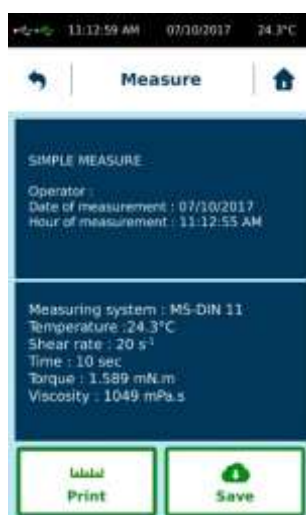 11:12:59 AM 07/10/2017 24.3°C
Measure
SIMPLE MEASURE
Operator :
Date of measurement : 07/10/2017
Hour of measurement : 11:12:55 AM
Measuring system : MS-DIN 11
Temperature :24.3°C
Shear rate : 20 s⁻¹
Time : 10 sec
Torque : 1.589 mN.m
Viscosity : 1049 mPa.s
Print
Save